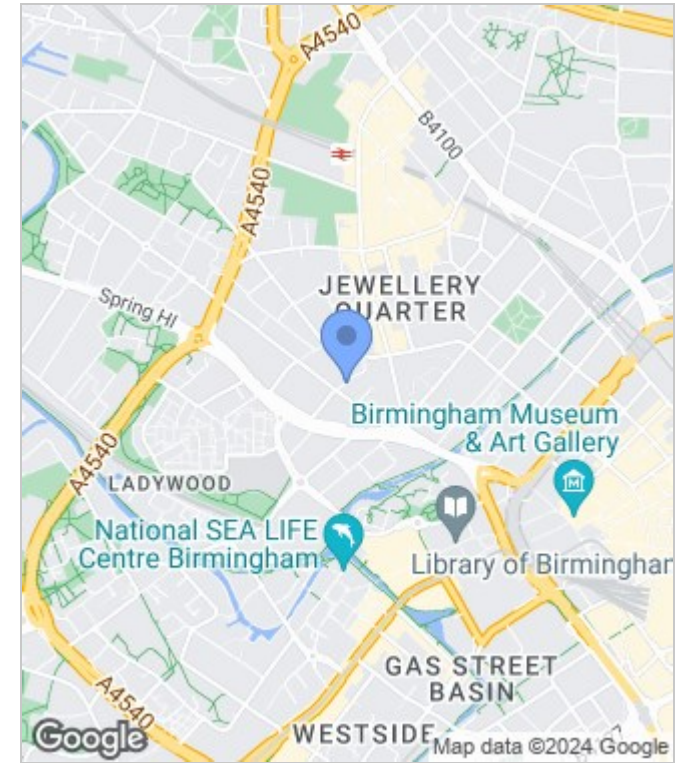 A4540
B4100
A4540
JEWELLERY
QUARTER
Spring Hl
Birmingham Museum
& Art Gallery
A4540
LADYWOOD
National SEA LIFE
Centre Birmingham
Library of Birmingham
GAS STREET
BASIN
A4540
WESTSIDE
Google
Map data ©2024 Google